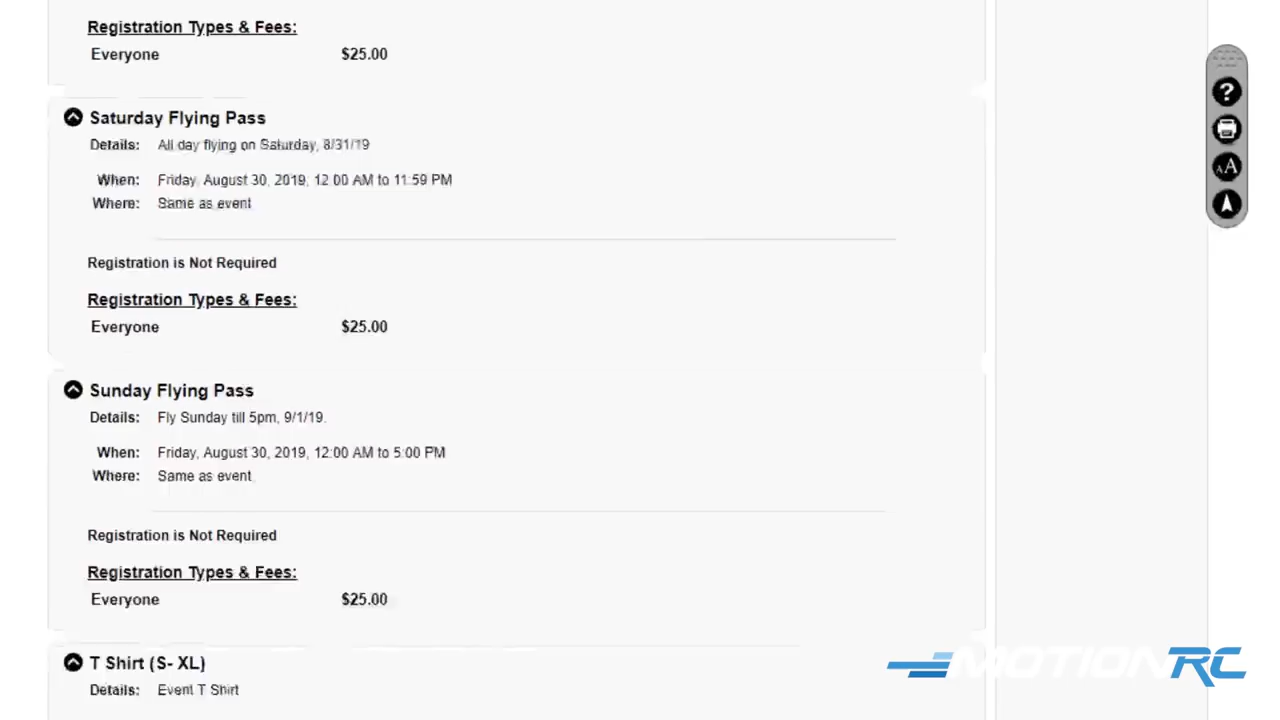 Registration Types & Fees:
Everyone $25.00
Saturday Flying Pass
Details: All day flying on Saturday, 8/31/19
When: Friday, August 30, 2019, 12:00 AM to 11:59 PM
Where: Same as event
Registration is Not Required
Registration Types & Fees:
Everyone $25.00
Sunday Flying Pass
Details: Fly Sunday till 5pm, 9/1/19.
When: Friday, August 30, 2019, 12:00 AM to 5:00 PM
Where: Same as event
Registration is Not Required
Registration Types & Fees:
Everyone $25.00
T Shirt (S- XL)
Details: Event T Shirt
?
AA
MOTION RC